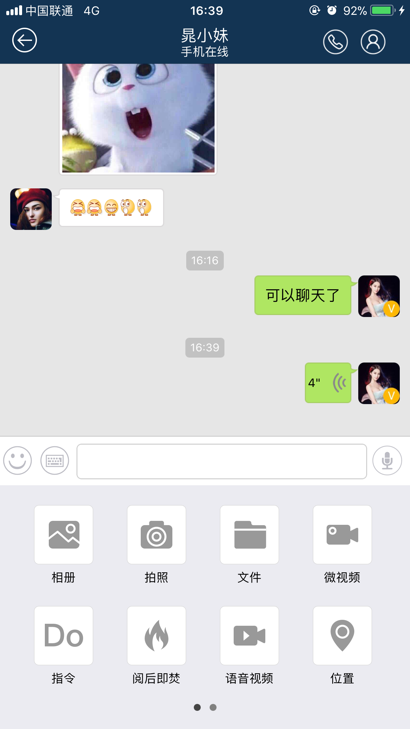 中国联通 4G 16:39 92%
晁小妹
手机在线
16:16
可以聊天了
V
16:39
4"
V
相册 拍照 文件 微视频
Do
指令 阅后即焚 语音视频 位置